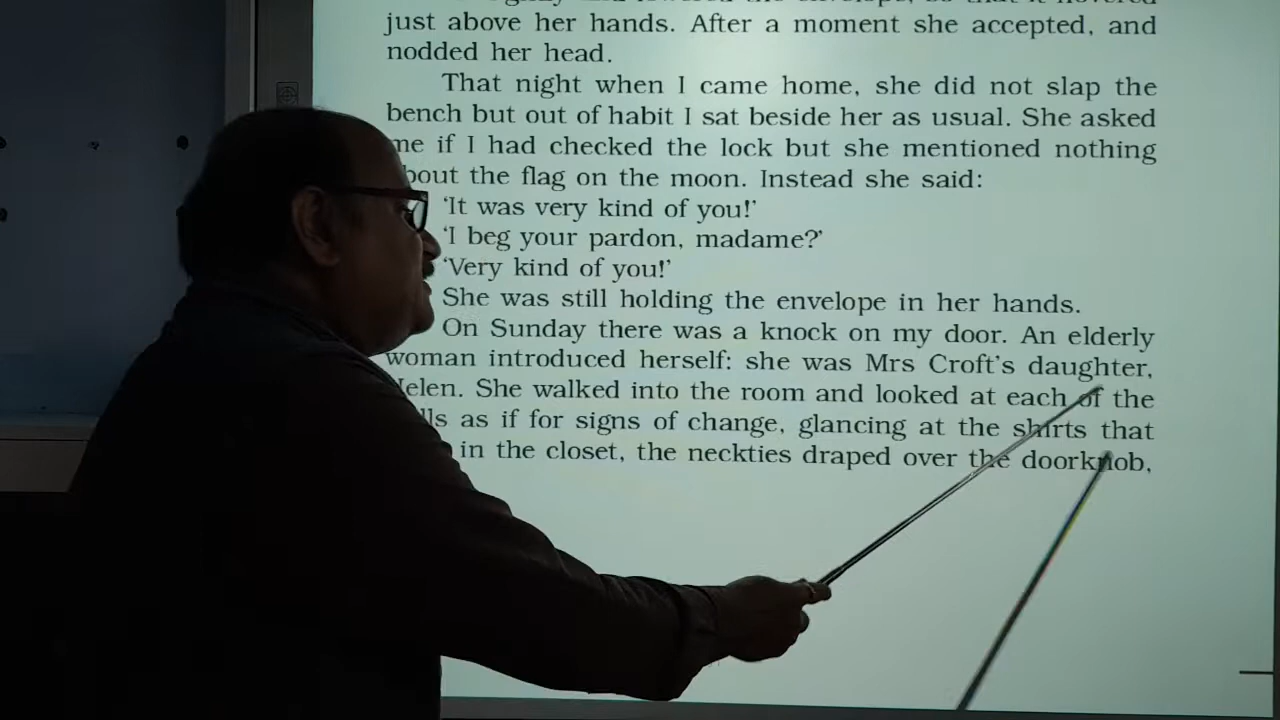 just above her hands. After a moment she accepted, and
nodded her head.
That night when I came home, she did not slap the
bench but out of habit I sat beside her as usual. She asked
me if I had checked the lock but she mentioned nothing
about the flag on the moon. Instead she said:
‘It was very kind of you!’
‘I beg your pardon, madame?’
‘Very kind of you!’
She was still holding the envelope in her hands.
On Sunday there was a knock on my door. An elderly
woman introduced herself: she was Mrs Croft’s daughter,
Helen. She walked into the room and looked at each of the
walls as if for signs of change, glancing at the shirts that
in the closet, the neckties draped over the doorknob,